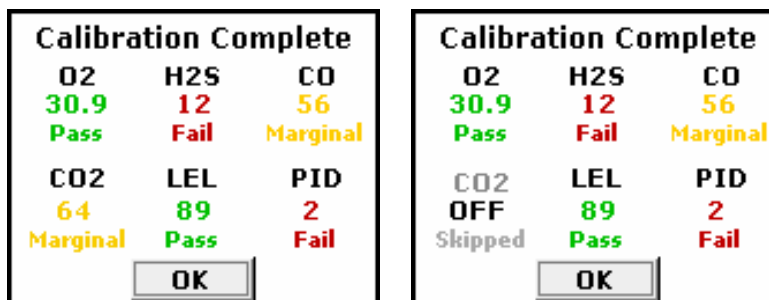 Calibration Complete
O2 H2S CO
30.9 12 56
Pass Fail Marginal
CO2 LEL PID
64 89 2
Marginal Pass Fail
OK
Calibration Complete
O2 H2S CO
30.9 12 56
Pass Fail Marginal
CO2 LEL PID
OFF 89 2
Skipped Pass Fail
OK